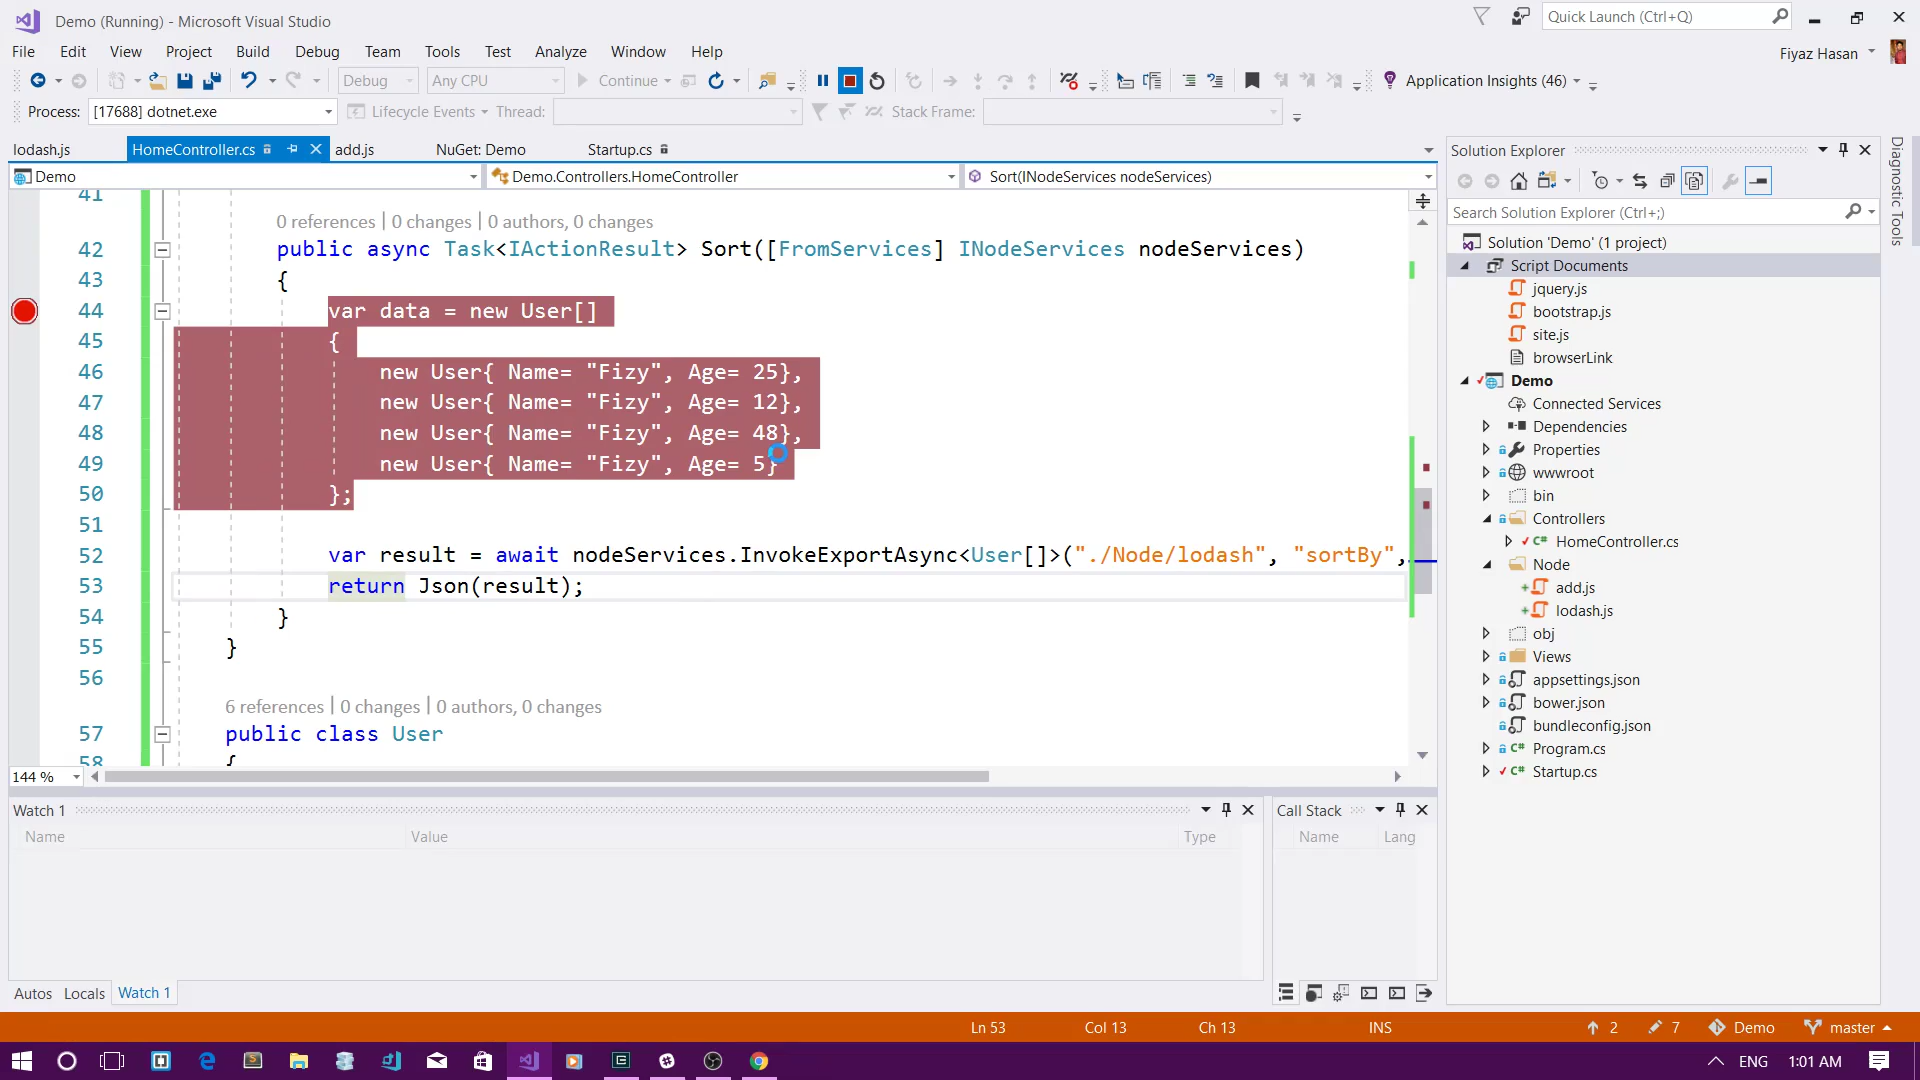 Demo (Running) - Microsoft Visual Studio
Quick Launch (Ctrl+Q)
File Edit View Project Build Debug Team Tools Test Analyze Window Help
Fiyaz Hasan
Debug Any CPU Continue Application Insights (46)
Process: [17688] dotnet.exe Lifecycle Events Thread: Stack Frame:
lodash.js HomeController.cs add.js NuGet: Demo Startup.cs
Demo Demo.Controllers.HomeController Sort(INodeServices nodeServices)
41
0 references | 0 changes | 0 authors, 0 changes
42 public async Task<IActionResult> Sort([FromServices] INodeServices nodeServices)
43 {
44 var data = new User[]
45 {
46 new User{ Name= "Fizy", Age= 25},
47 new User{ Name= "Fizy", Age= 12},
48 new User{ Name= "Fizy", Age= 48},
49 new User{ Name= "Fizy", Age= 5}
50 };
51
52 var result = await nodeServices.InvokeExportAsync<User[]>("./Node/lodash", "sortBy",
53 return Json(result);
54 }
55 }
56
6 references | 0 changes | 0 authors, 0 changes
57 public class User
58 {
144 %
Solution Explorer
Search Solution Explorer (Ctrl+;)
Solution 'Demo' (1 project)
Script Documents
jquery.js
bootstrap.js
site.js
browserLink
Demo
Connected Services
Dependencies
Properties
wwwroot
bin
Controllers
C# HomeController.cs
Node
add.js
lodash.js
obj
Views
appsettings.json
bower.json
bundleconfig.json
C# Program.cs
C# Startup.cs
Diagnostic Tools
Watch 1
Name Value Type
Call Stack
Name Lang
Autos Locals Watch 1
Ln 53 Col 13 Ch 13 INS 2 7 Demo master
ENG 1:01 AM